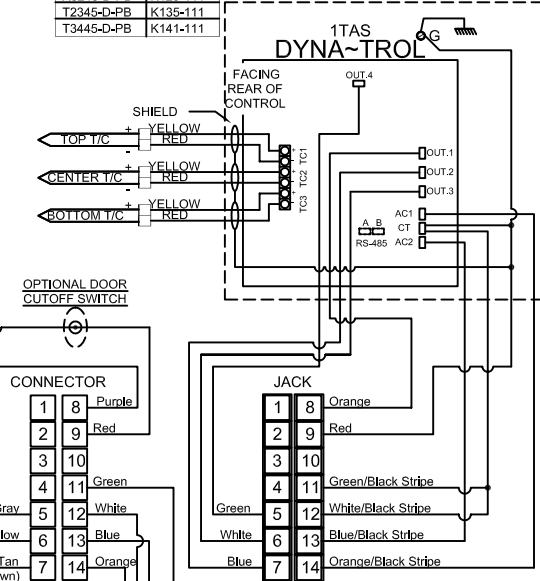 T2345-D-PB K135-111
T3445-D-PB K141-111
1TAS
DYNA~TROL
G
FACING
REAR OF
CONTROL
OUT.4
SHIELD
+ YELLOW
- RED
TOP T/C
+ YELLOW
- RED
CENTER T/C
+ YELLOW
- RED
BOTTOM T/C
+
TC1
-
+
TC2
-
+
TC3
-
OUT.1
OUT.2
OUT.3
A B
RS-485
AC1
CT
AC2
OPTIONAL DOOR
CUTOFF SWITCH
CONNECTOR
1 8 Purple
2 9 Red
3 10
4 11 Green
5 12 White
6 13 Blue
7 14 Orange
JACK
1 8 Orange
2 9 Red
3 10
4 11 Green/Black Stripe
Green 5 12 White/Black Stripe
White 6 13 Blue/Black Stripe
Blue 7 14 Orange/Black Stripe